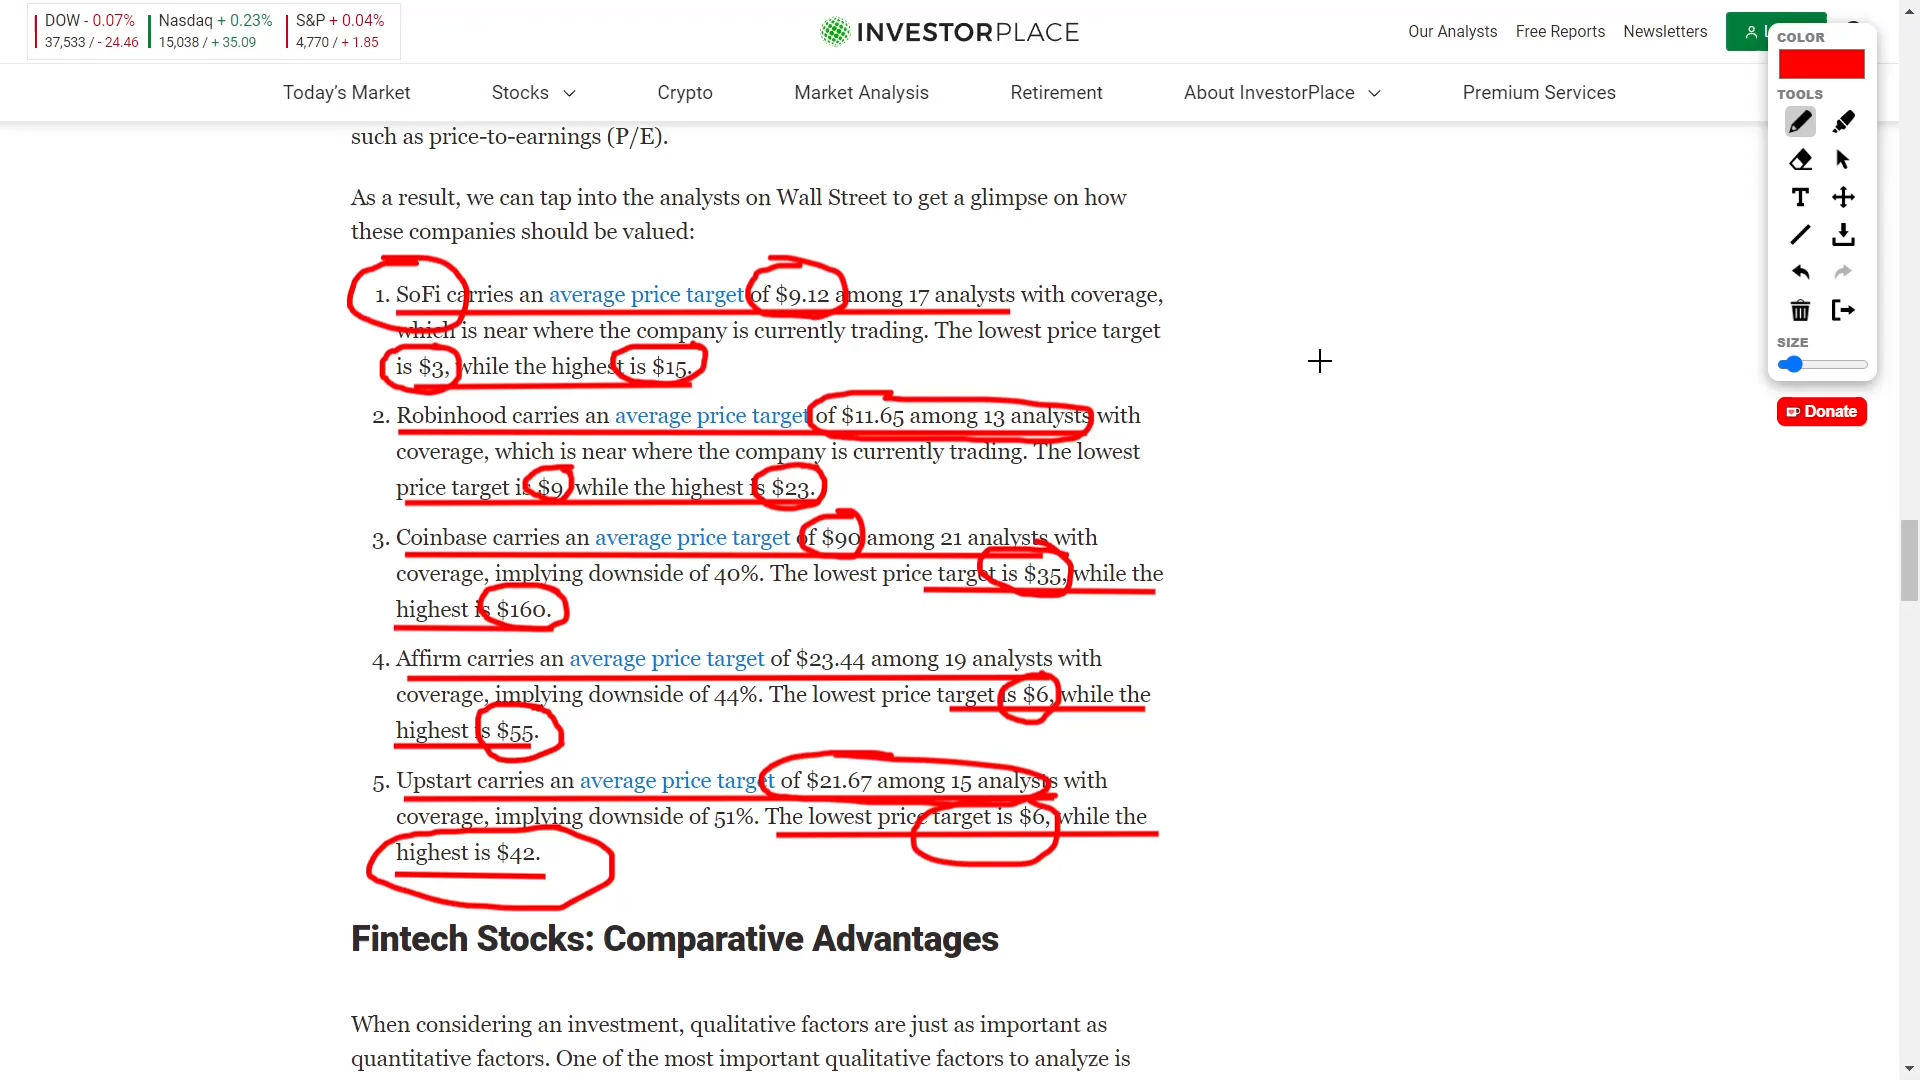 DOW - 0.07%
37,533 / - 24.46
Nasdaq + 0.23%
15,038 / + 35.09
S&P + 0.04%
4,770 / + 1.85
INVESTORPLACE
Our Analysts Free Reports Newsletters
Today's Market Stocks Crypto Market Analysis Retirement About InvestorPlace Premium Services
COLOR
TOOLS
T
SIZE
Donate
such as price-to-earnings (P/E).
As a result, we can tap into the analysts on Wall Street to get a glimpse on how
these companies should be valued:
1. SoFi carries an average price target of $9.12 among 17 analysts with coverage,
which is near where the company is currently trading. The lowest price target
is $3, while the highest is $15.
2. Robinhood carries an average price target of $11.65 among 13 analysts with
coverage, which is near where the company is currently trading. The lowest
price target is $9, while the highest is $23.
3. Coinbase carries an average price target of $90 among 21 analysts with
coverage, implying downside of 40%. The lowest price target is $35, while the
highest is $160.
4. Affirm carries an average price target of $23.44 among 19 analysts with
coverage, implying downside of 44%. The lowest price target is $6, while the
highest is $55.
5. Upstart carries an average price target of $21.67 among 15 analysts with
coverage, implying downside of 51%. The lowest price target is $6, while the
highest is $42.
Fintech Stocks: Comparative Advantages
When considering an investment, qualitative factors are just as important as
quantitative factors. One of the most important qualitative factors to analyze is